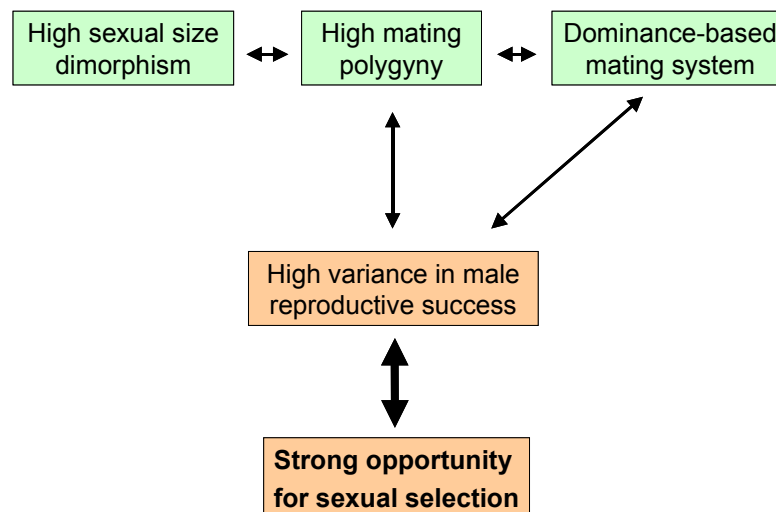 High sexual size
dimorphism
High mating
polygyny
Dominance-based
mating system
High variance in male
reproductive success
Strong opportunity
for sexual selection